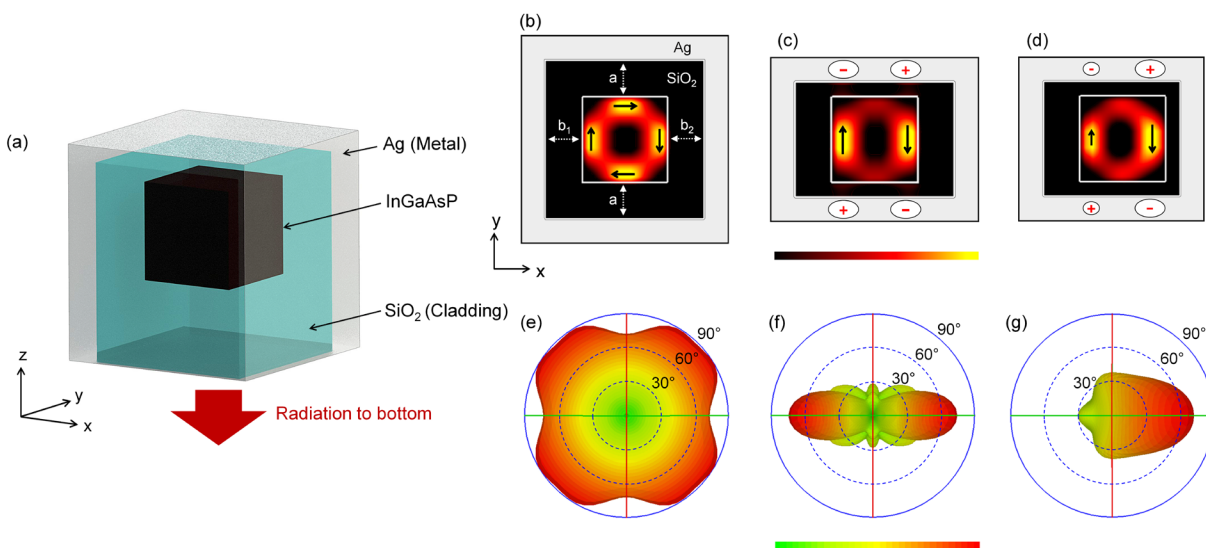 (a)
Ag (Metal)
InGaAsP
SiO₂ (Cladding)
z
y
x
Radiation to bottom
(b)
Ag
SiO₂
a
b₁
b₂
a
y
x
(c)
− +
+ −
(d)
- +
+ −
(e)
90°
60°
30°
(f)
90°
60°
30°
(g)
90°
60°
30°